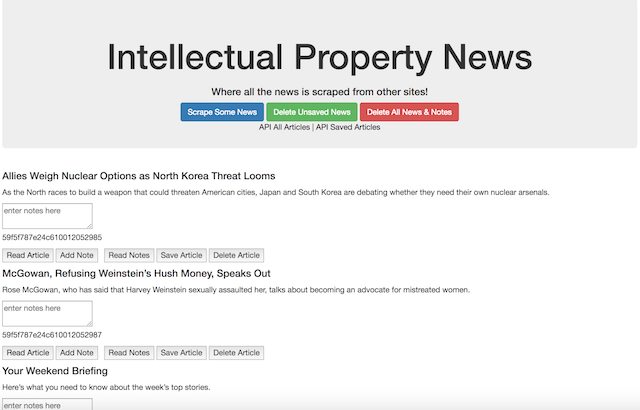 Intellectual Property News
Where all the news is scraped from other sites!
Scrape Some News Delete Unsaved News Delete All News & Notes
API All Articles | API Saved Articles
Allies Weigh Nuclear Options as North Korea Threat Looms
As the North races to build a weapon that could threaten American cities, Japan and South Korea are debating whether they need their own nuclear arsenals.
enter notes here
59f5f787e24c610012052985
Read Article Add Note Read Notes Save Article Delete Article
McGowan, Refusing Weinstein's Hush Money, Speaks Out
Rose McGowan, who has said that Harvey Weinstein sexually assaulted her, talks about becoming an advocate for mistreated women.
enter notes here
59f5f787e24c610012052987
Read Article Add Note Read Notes Save Article Delete Article
Your Weekend Briefing
Here's what you need to know about the week's top stories.
enter notes here